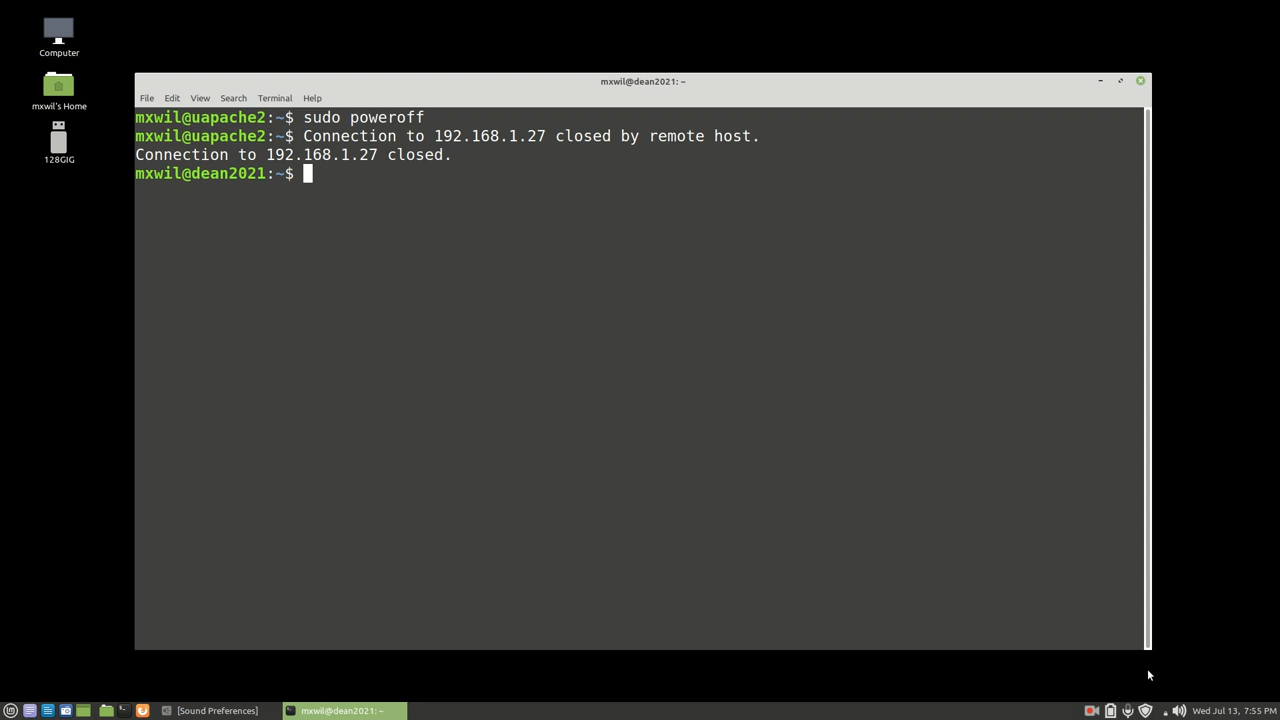 Computer
mxwil's Home
128GIG
mxwil@dean2021: ~
File Edit View Search Terminal Help
mxwil@uapache2:~$ sudo poweroff
mxwil@uapache2:~$ Connection to 192.168.1.27 closed by remote host.
Connection to 192.168.1.27 closed.
mxwil@dean2021:~$
[Sound Preferences] mxwil@dean2021: ~ Wed Jul 13, 7:55 PM